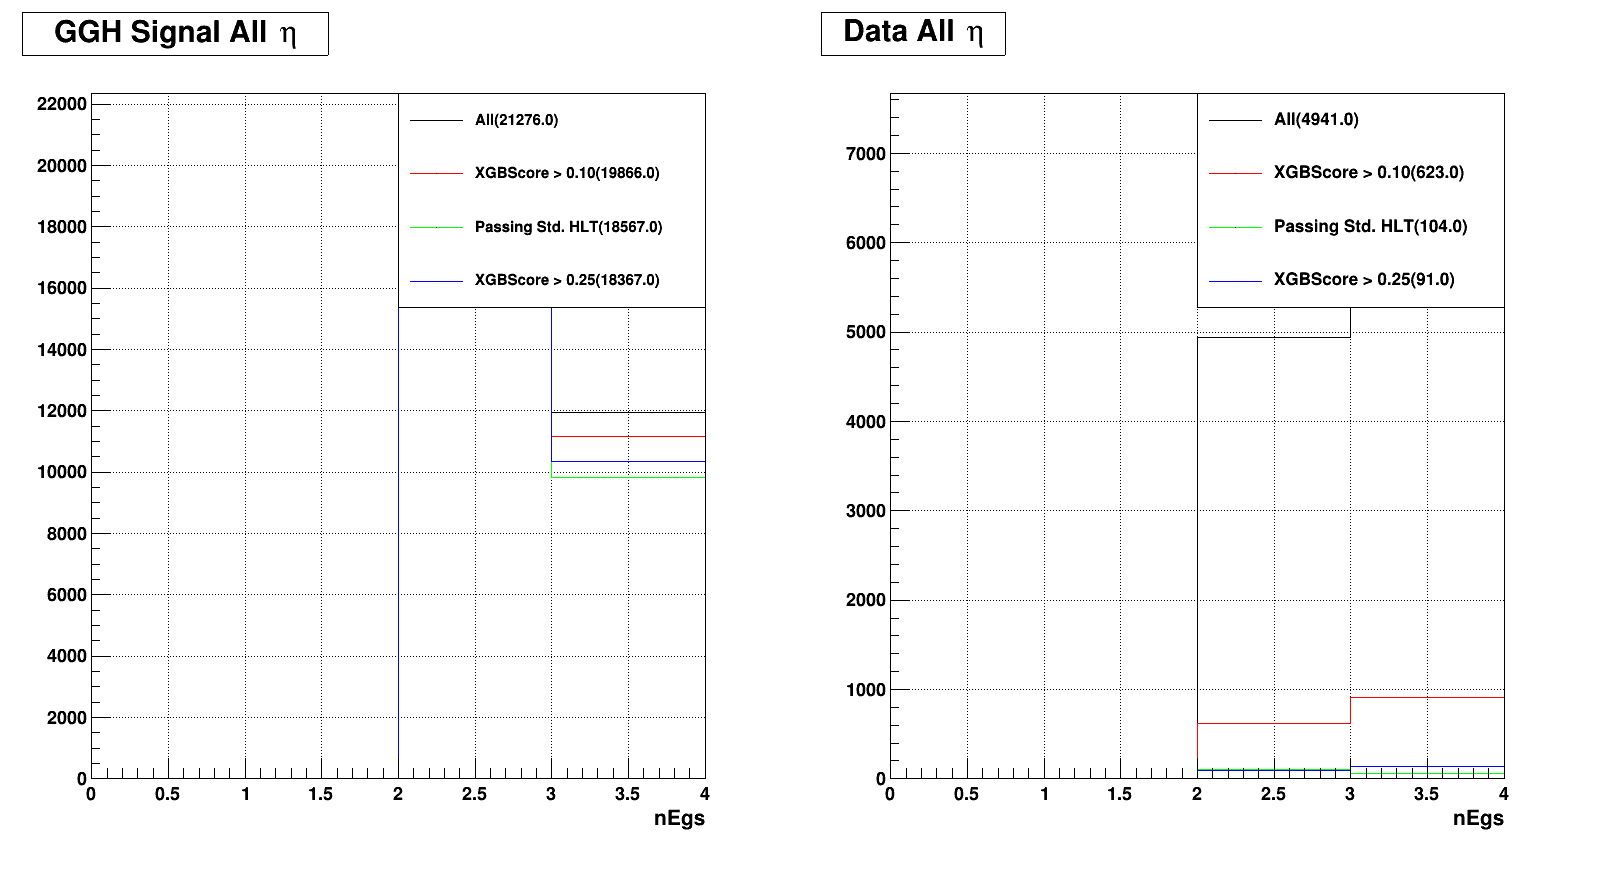 GGH Signal All η
22000
20000
18000
16000
14000
12000
10000
8000
6000
4000
2000
0
All(21276.0)
XGBScore > 0.10(19866.0)
Passing Std. HLT(18567.0)
XGBScore > 0.25(18367.0)
0 0.5 1 1.5 2 2.5 3 3.5 4
nEgs
Data All η
7000
6000
5000
4000
3000
2000
1000
0
All(4941.0)
XGBScore > 0.10(623.0)
Passing Std. HLT(104.0)
XGBScore > 0.25(91.0)
0 0.5 1 1.5 2 2.5 3 3.5 4
nEgs